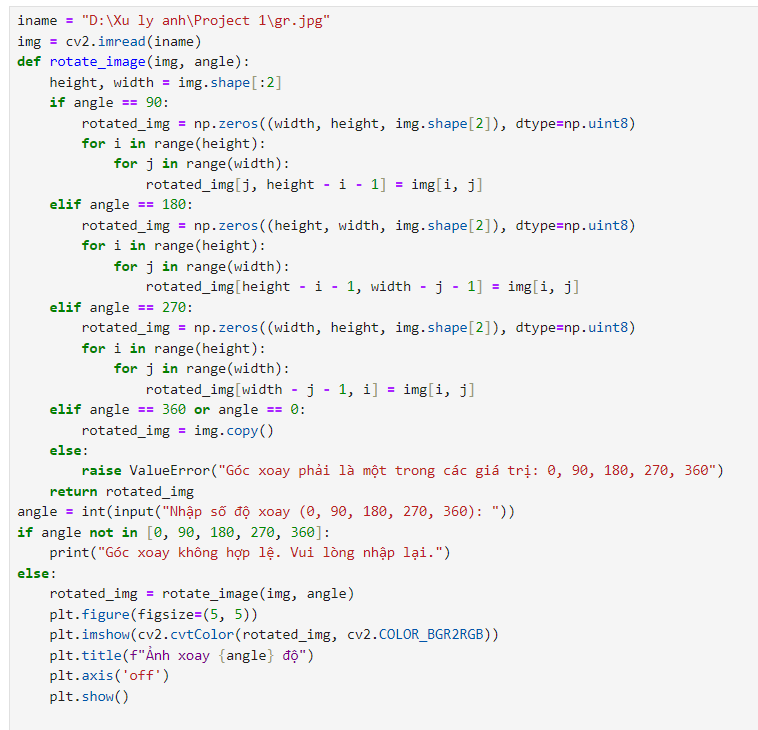 iname = "D:\Xu ly anh\Project 1\gr.jpg"
img = cv2.imread(iname)
def rotate_image(img, angle):
    height, width = img.shape[:2]
    if angle == 90:
        rotated_img = np.zeros((width, height, img.shape[2]), dtype=np.uint8)
        for i in range(height):
            for j in range(width):
                rotated_img[j, height - i - 1] = img[i, j]
    elif angle == 180:
        rotated_img = np.zeros((height, width, img.shape[2]), dtype=np.uint8)
        for i in range(height):
            for j in range(width):
                rotated_img[height - i - 1, width - j - 1] = img[i, j]
    elif angle == 270:
        rotated_img = np.zeros((width, height, img.shape[2]), dtype=np.uint8)
        for i in range(height):
            for j in range(width):
                rotated_img[width - j - 1, i] = img[i, j]
    elif angle == 360 or angle == 0:
        rotated_img = img.copy()
    else:
        raise ValueError("Góc xoay phải là một trong các giá trị: 0, 90, 180, 270, 360")
    return rotated_img
angle = int(input("Nhập số độ xoay (0, 90, 180, 270, 360): "))
if angle not in [0, 90, 180, 270, 360]:
    print("Góc xoay không hợp lệ. Vui lòng nhập lại.")
else:
    rotated_img = rotate_image(img, angle)
    plt.figure(figsize=(5, 5))
    plt.imshow(cv2.cvtColor(rotated_img, cv2.COLOR_BGR2RGB))
    plt.title(f"Ảnh xoay {angle} độ")
    plt.axis('off')
    plt.show()